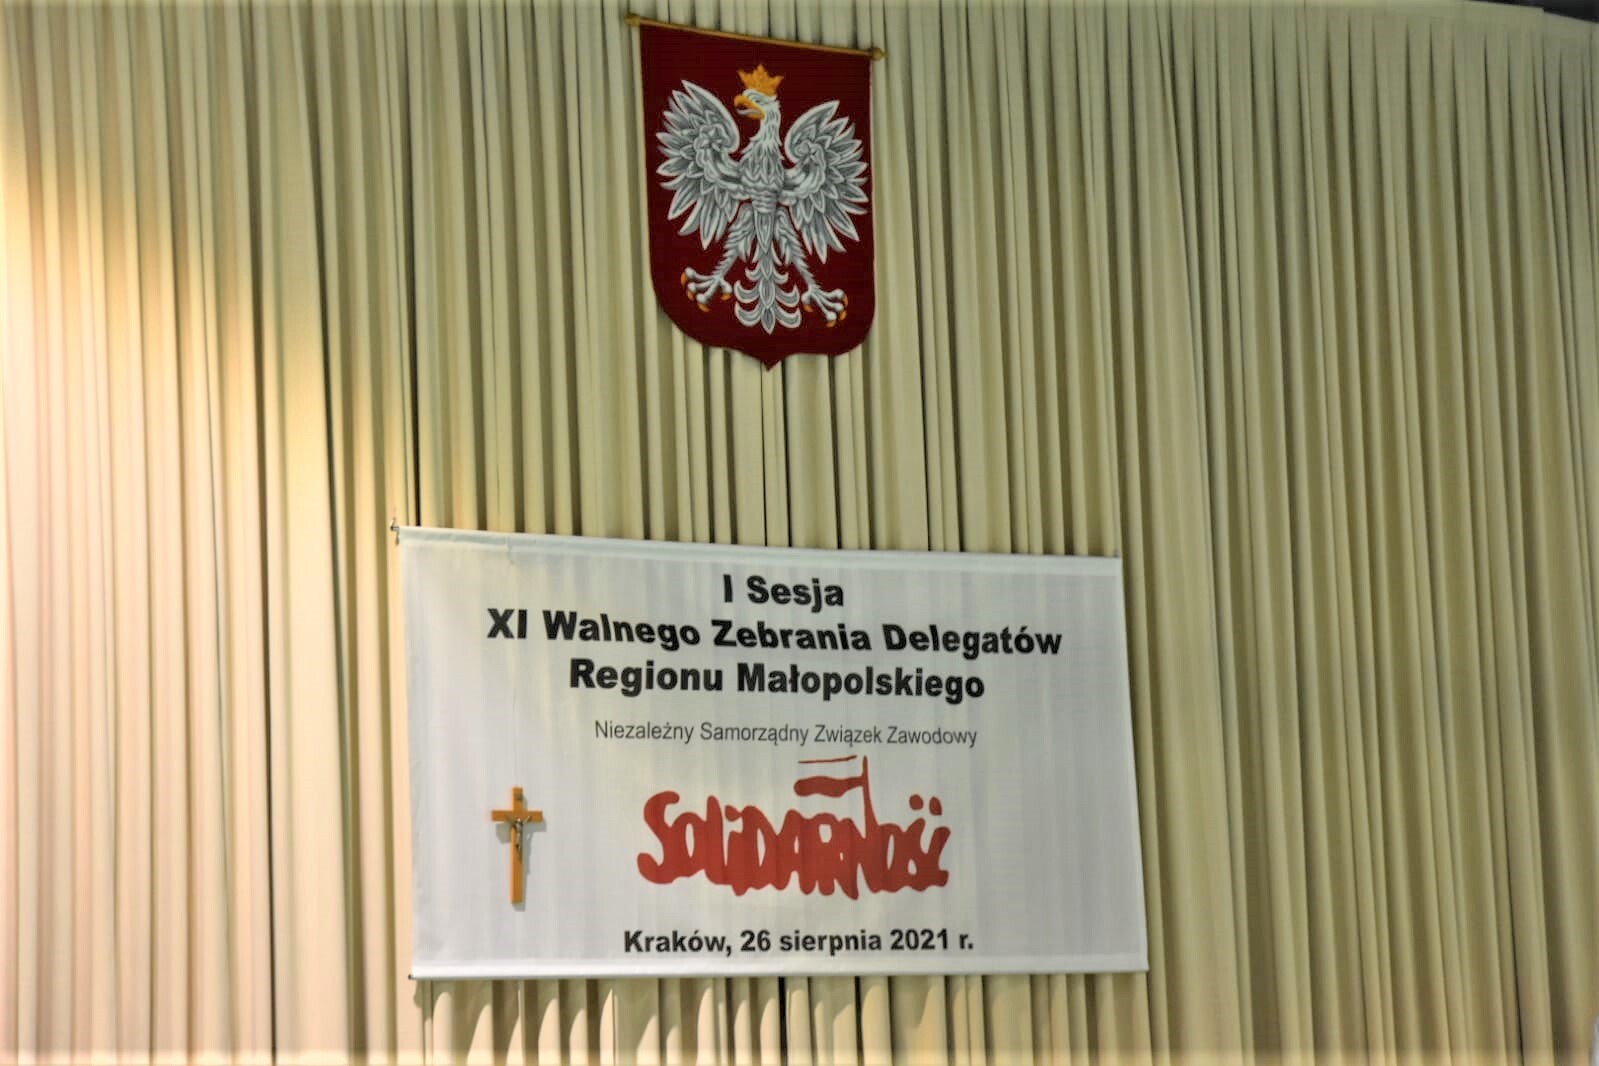 I Sesja
XI Walnego Zebrania Delegatów
Regionu Małopolskiego
Niezależny Samorządny Związek Zawodowy
SOLiDARNOŚĆ
Kraków, 26 sierpnia 2021 r.